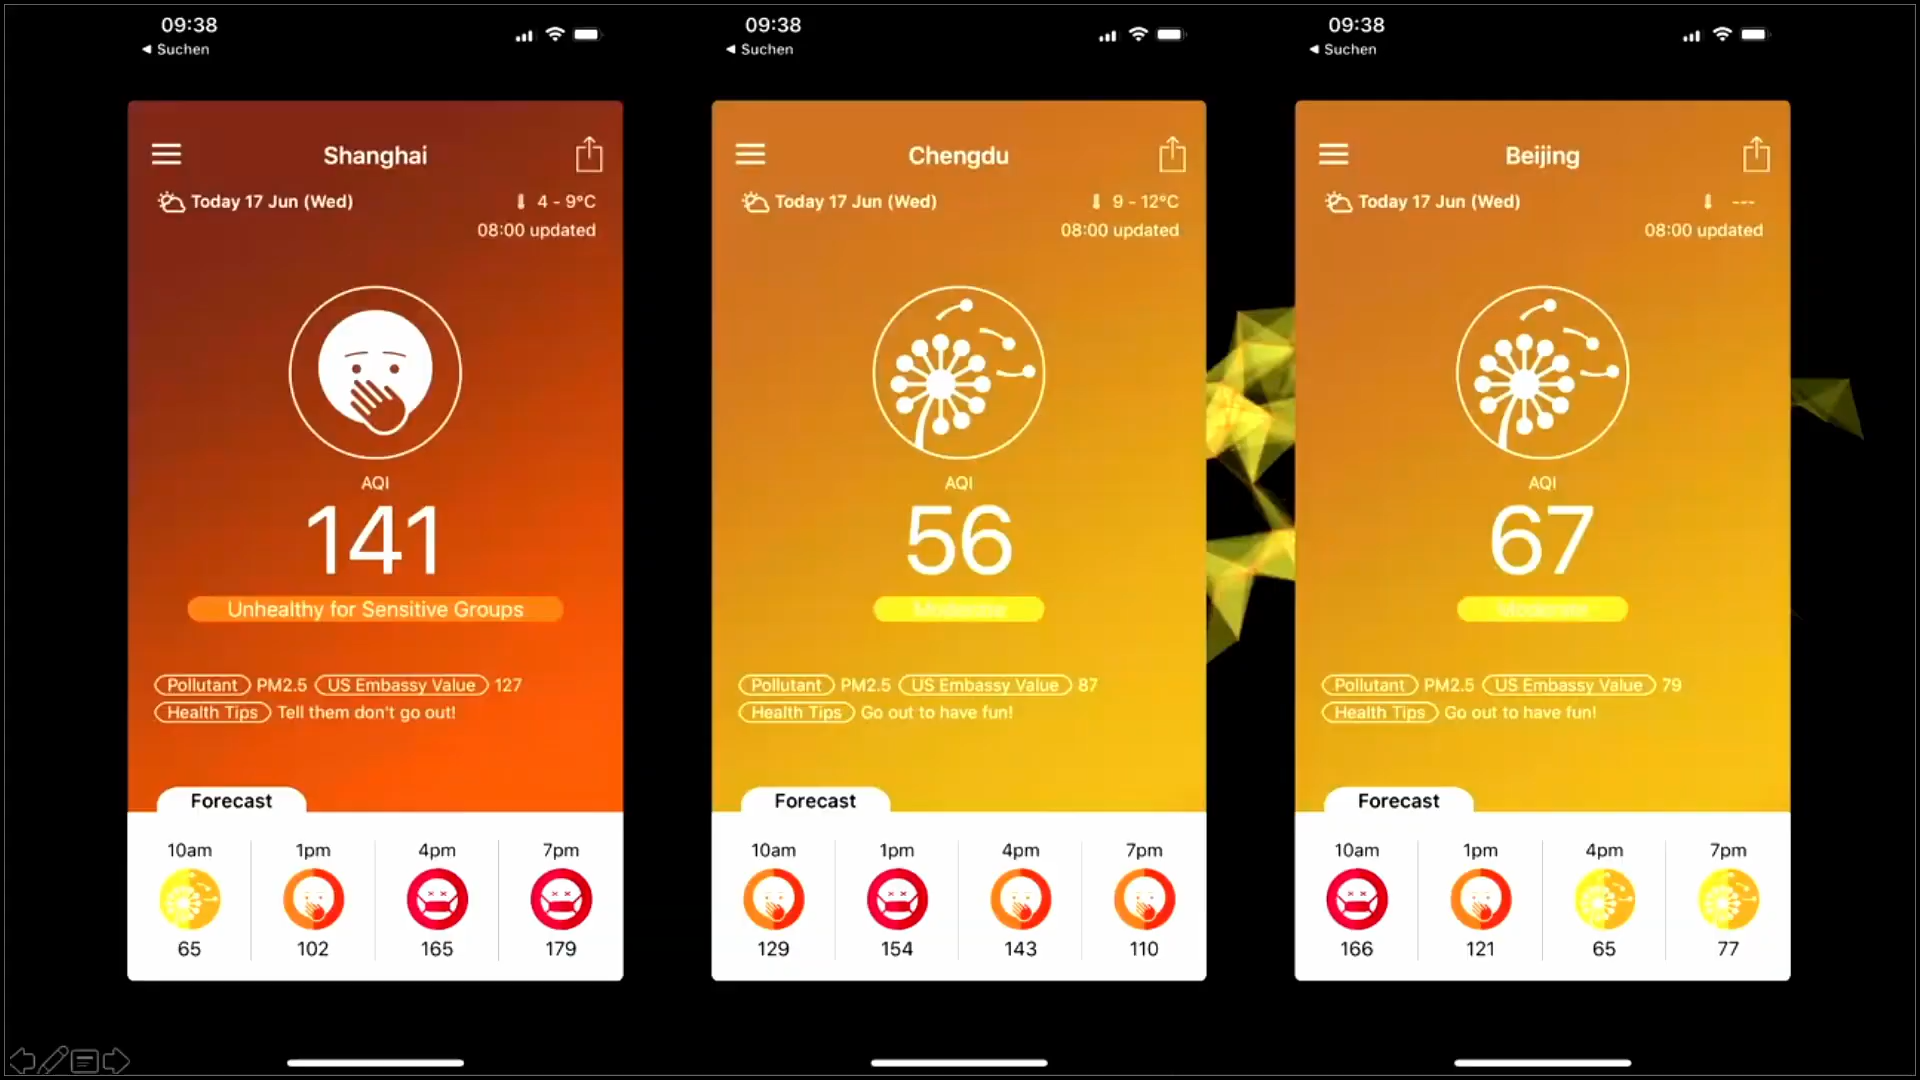 09:38
◄ Suchen
Shanghai
Today 17 Jun (Wed)
4 - 9°C
08:00 updated
AQI
141
Unhealthy for Sensitive Groups
Pollutant PM2.5 US Embassy Value 127
Health Tips Tell them don't go out!
Forecast
10am 1pm 4pm 7pm
65 102 165 179
09:38
◄ Suchen
Chengdu
Today 17 Jun (Wed)
9 - 12°C
08:00 updated
AQI
56
Moderate
Pollutant PM2.5 US Embassy Value 87
Health Tips Go out to have fun!
Forecast
10am 1pm 4pm 7pm
129 154 143 110
09:38
◄ Suchen
Beijing
Today 17 Jun (Wed)
---
08:00 updated
AQI
67
Moderate
Pollutant PM2.5 US Embassy Value 79
Health Tips Go out to have fun!
Forecast
10am 1pm 4pm 7pm
166 121 65 77